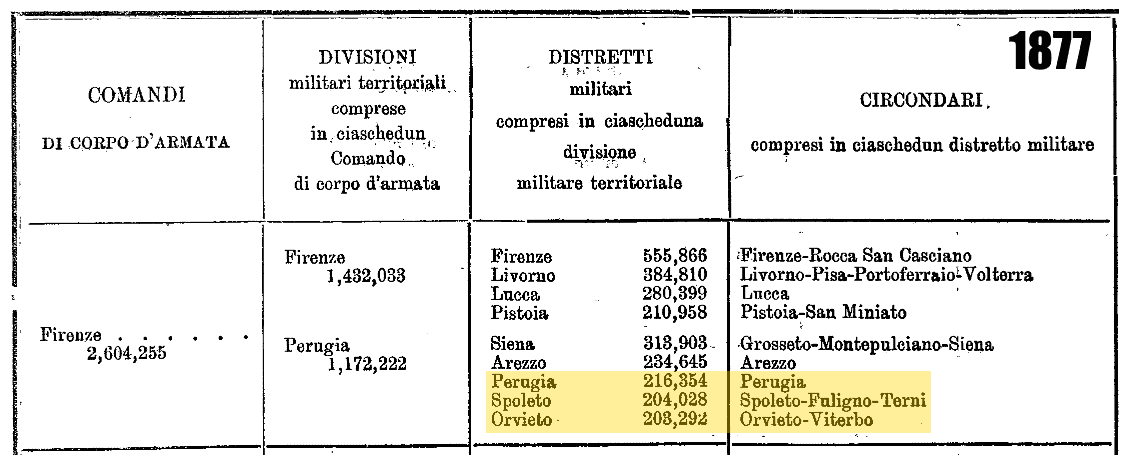 1877
COMANDI
DI CORPO D'ARMATA
DIVISIONI
militari territoriali
comprese
in ciaschedun
Comando
di corpo d'armata
DISTRETTI
militari
compresi in ciascheduna
divisione
militare territoriale
CIRCONDARI.
compresi in ciaschedun distretto militare
Firenze . . . . . .
2,604,255
Firenze
1,432,033
Firenze 555,866 Firenze-Rocca San Casciano
Livorno 384,810 Livorno-Pisa-Portoferraio-Volterra
Lucca 280,399 Lucca
Pistoia 210,958 Pistoia-San Miniato
Perugia
1,172,222
Siena 313,903 Grosseto-Montepulciano-Siena
Arezzo 234,645 Arezzo
Perugia 216,354 Perugia
Spoleto 204,028 Spoleto-Fuligno-Terni
Orvieto 203,292 Orvieto-Viterbo